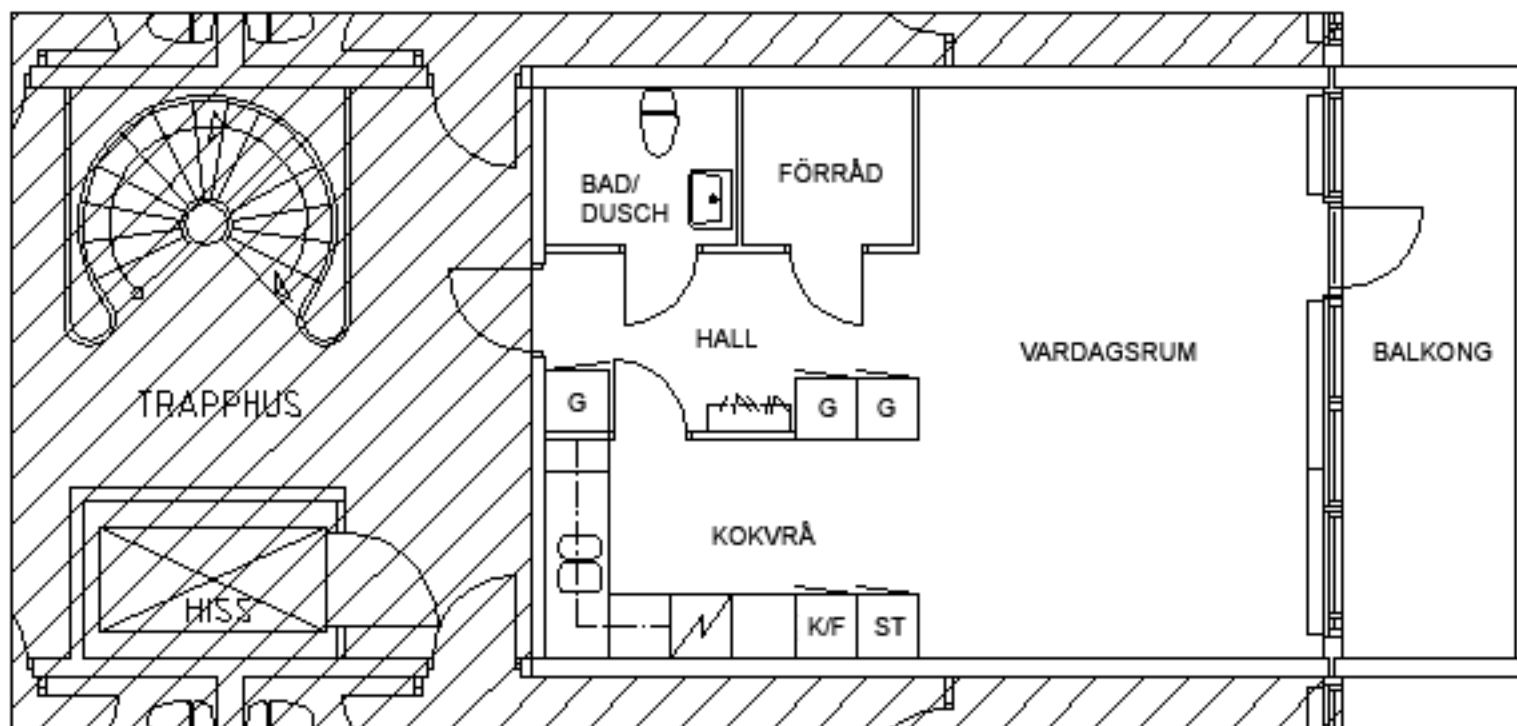 BAD/
DUSCH
FÖRRÅD
HALL
VARDAGSRUM
BALKONG
TRAPPHUS
G
G
G
KOKVRÅ
HISS
K/F
ST